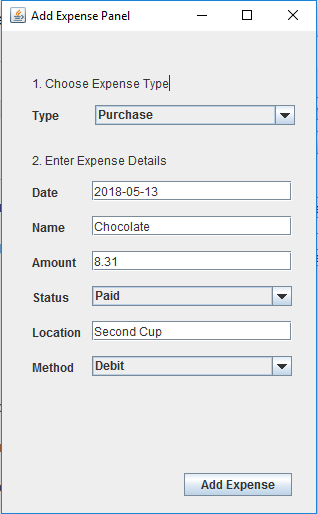 Add Expense Panel
1. Choose Expense Type
Type Purchase
2. Enter Expense Details
Date 2018-05-13
Name Chocolate
Amount 8.31
Status Paid
Location Second Cup
Method Debit
Add Expense